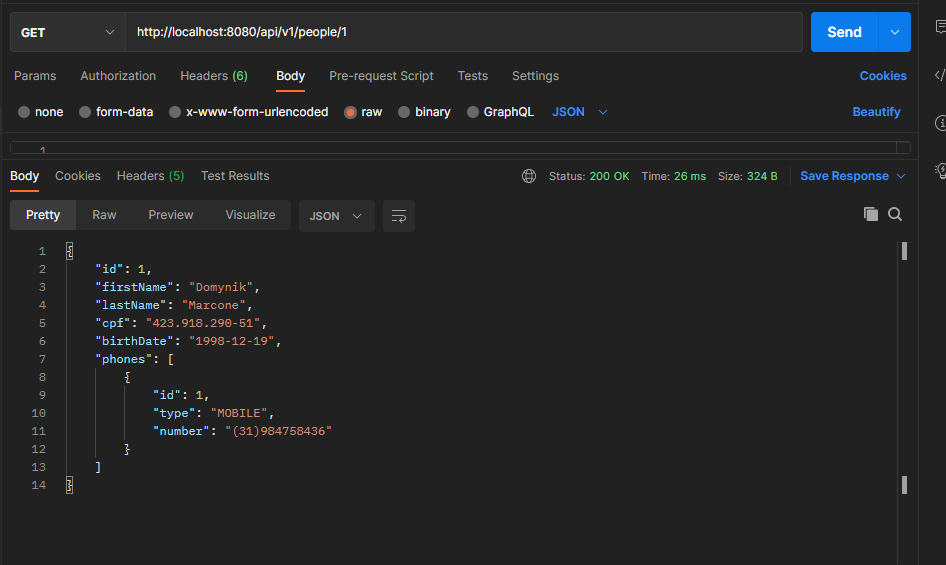 GET http://localhost:8080/api/v1/people/1 Send
Params Authorization Headers (6) Body Pre-request Script Tests Settings Cookies
none form-data x-www-form-urlencoded raw binary GraphQL JSON Beautify
1
Body Cookies Headers (5) Test Results Status: 200 OK Time: 26 ms Size: 324 B Save Response
Pretty Raw Preview Visualize JSON
1 {
2 "id": 1,
3 "firstName": "Domynik",
4 "lastName": "Marcone",
5 "cpf": "423.918.290-51",
6 "birthDate": "1998-12-19",
7 "phones": [
8 {
9 "id": 1,
10 "type": "MOBILE",
11 "number": "(31)984758436"
12 }
13 ]
14 }